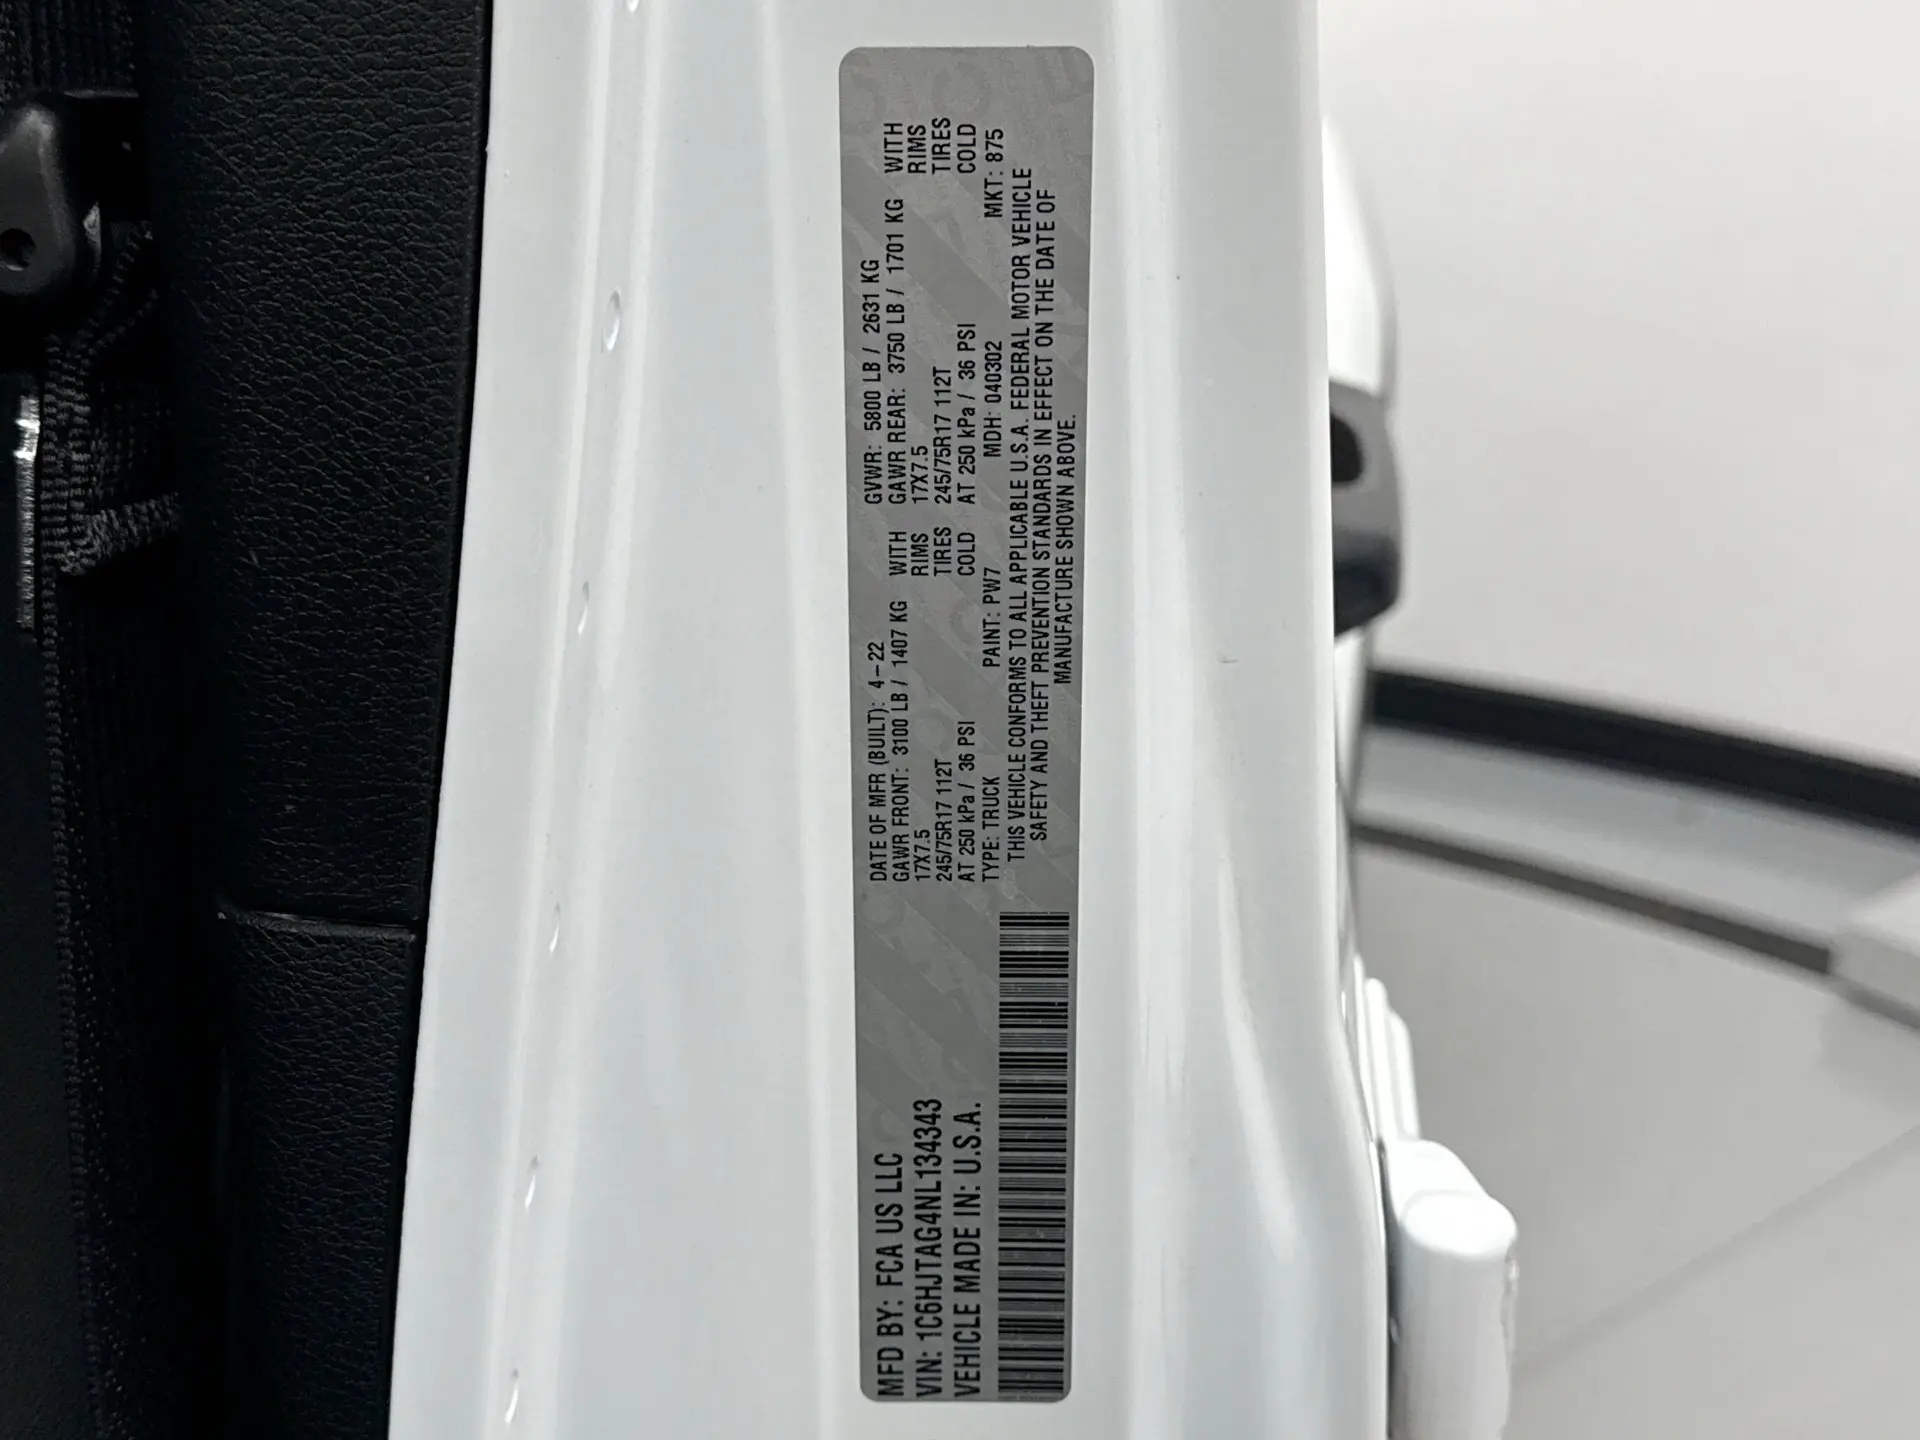 MFD BY: FCA US LLC
VIN: 1C6HJTAG4NL134343
VEHICLE MADE IN: U.S.A.
DATE OF MFR (BUILT): 4-22 GVWR: 5800 LB / 2631 KG
GAWR FRONT: 3100 LB / 1407 KG WITH GAWR REAR: 3750 LB / 1701 KG WITH
17X7.5 RIMS 17X7.5 RIMS
245/75R17 112T TIRES 245/75R17 112T TIRES
AT 250 kPa / 36 PSI COLD AT 250 kPa / 36 PSI COLD
TYPE: TRUCK PAINT: PW7 MDH: 040302 MKT: 875
THIS VEHICLE CONFORMS TO ALL APPLICABLE U.S.A. FEDERAL MOTOR VEHICLE
SAFETY AND THEFT PREVENTION STANDARDS IN EFFECT ON THE DATE OF
MANUFACTURE SHOWN ABOVE.